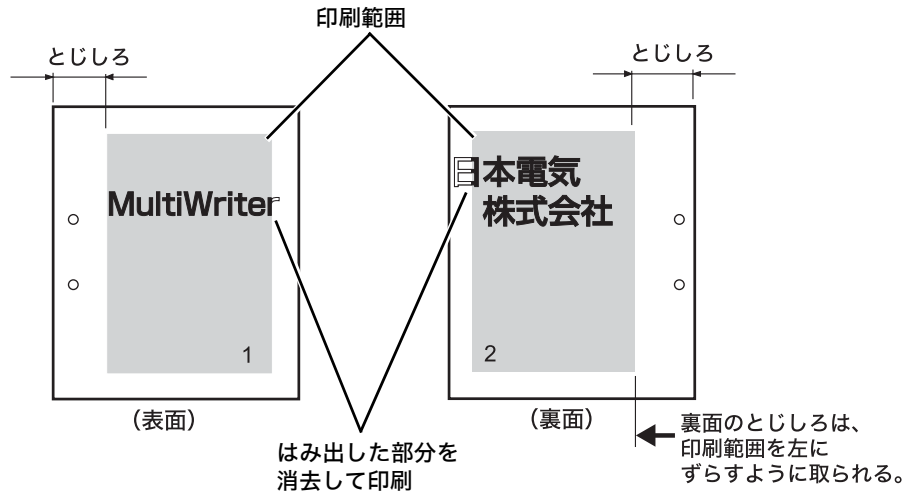 印刷範囲
とじしろ
とじしろ
MultiWriter
日本電気
株式会社
1
2
（表面）
（裏面）
はみ出した部分を
消去して印刷
裏面のとじしろは、
印刷範囲を左に
ずらすように取られる。